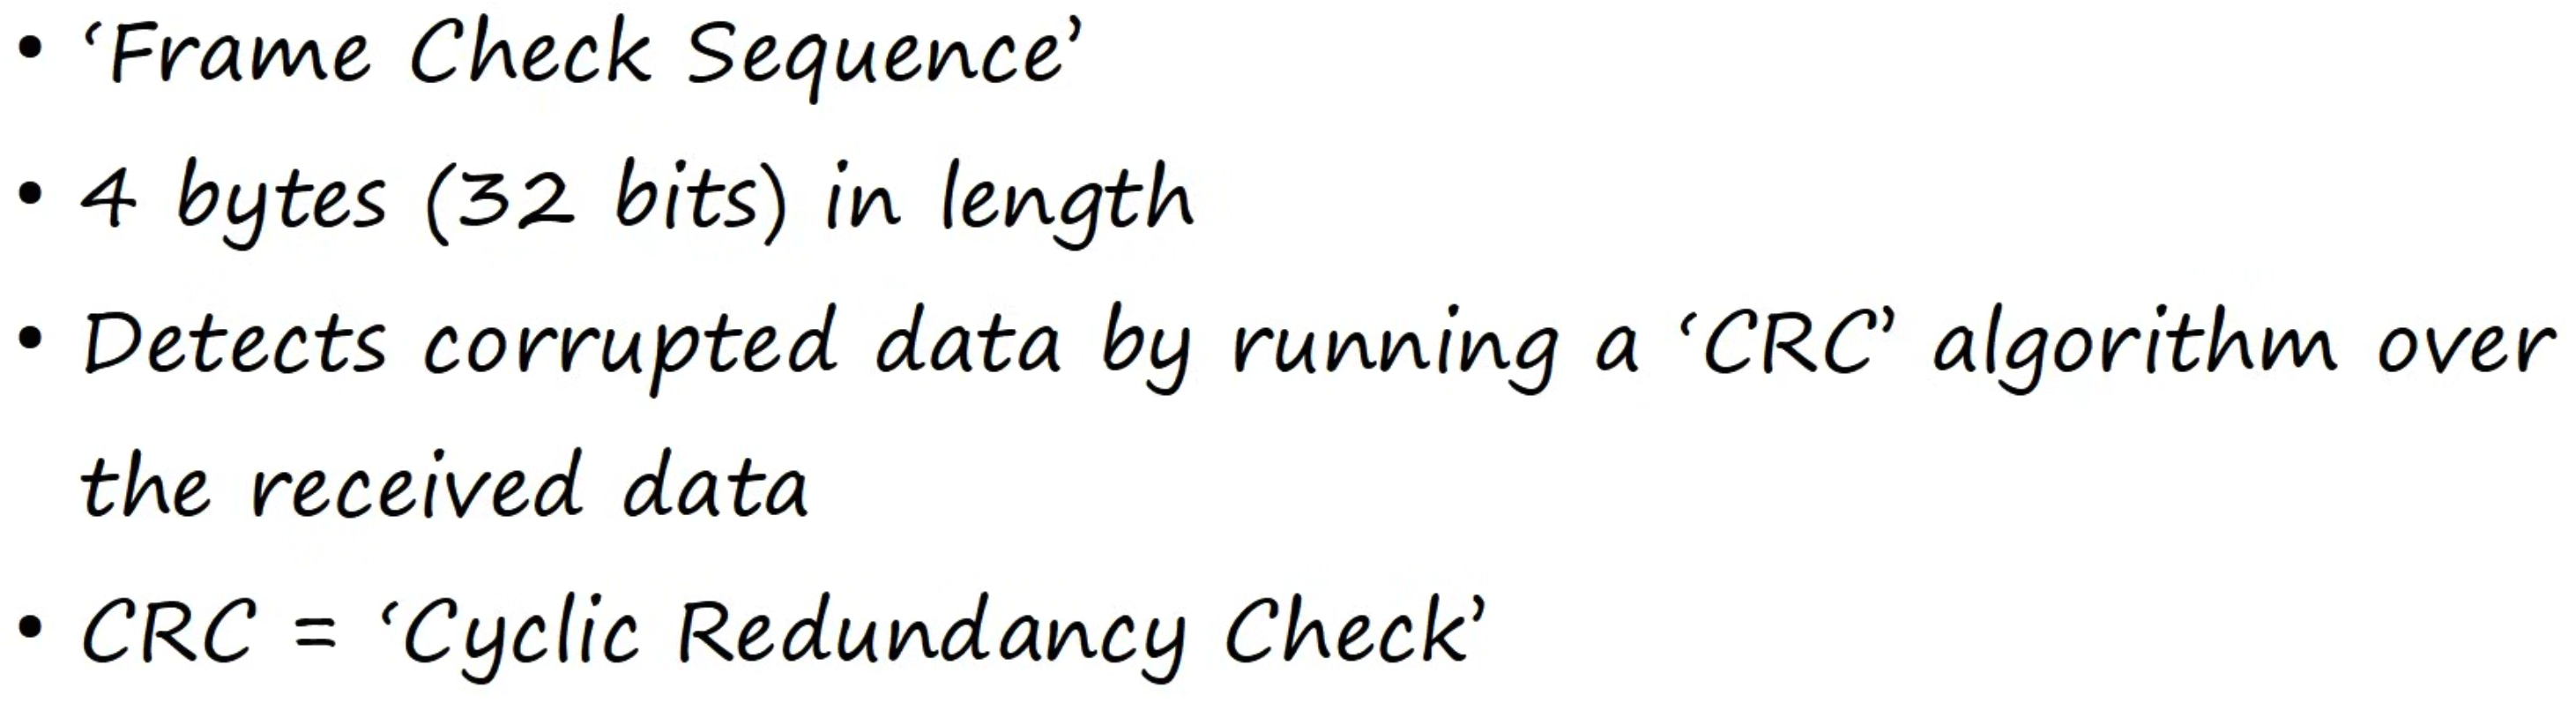 • ‘Frame Check Sequence’
• 4 bytes (32 bits) in length
• Detects corrupted data by running a ‘CRC’ algorithm over
the received data
• CRC = ‘Cyclic Redundancy Check’